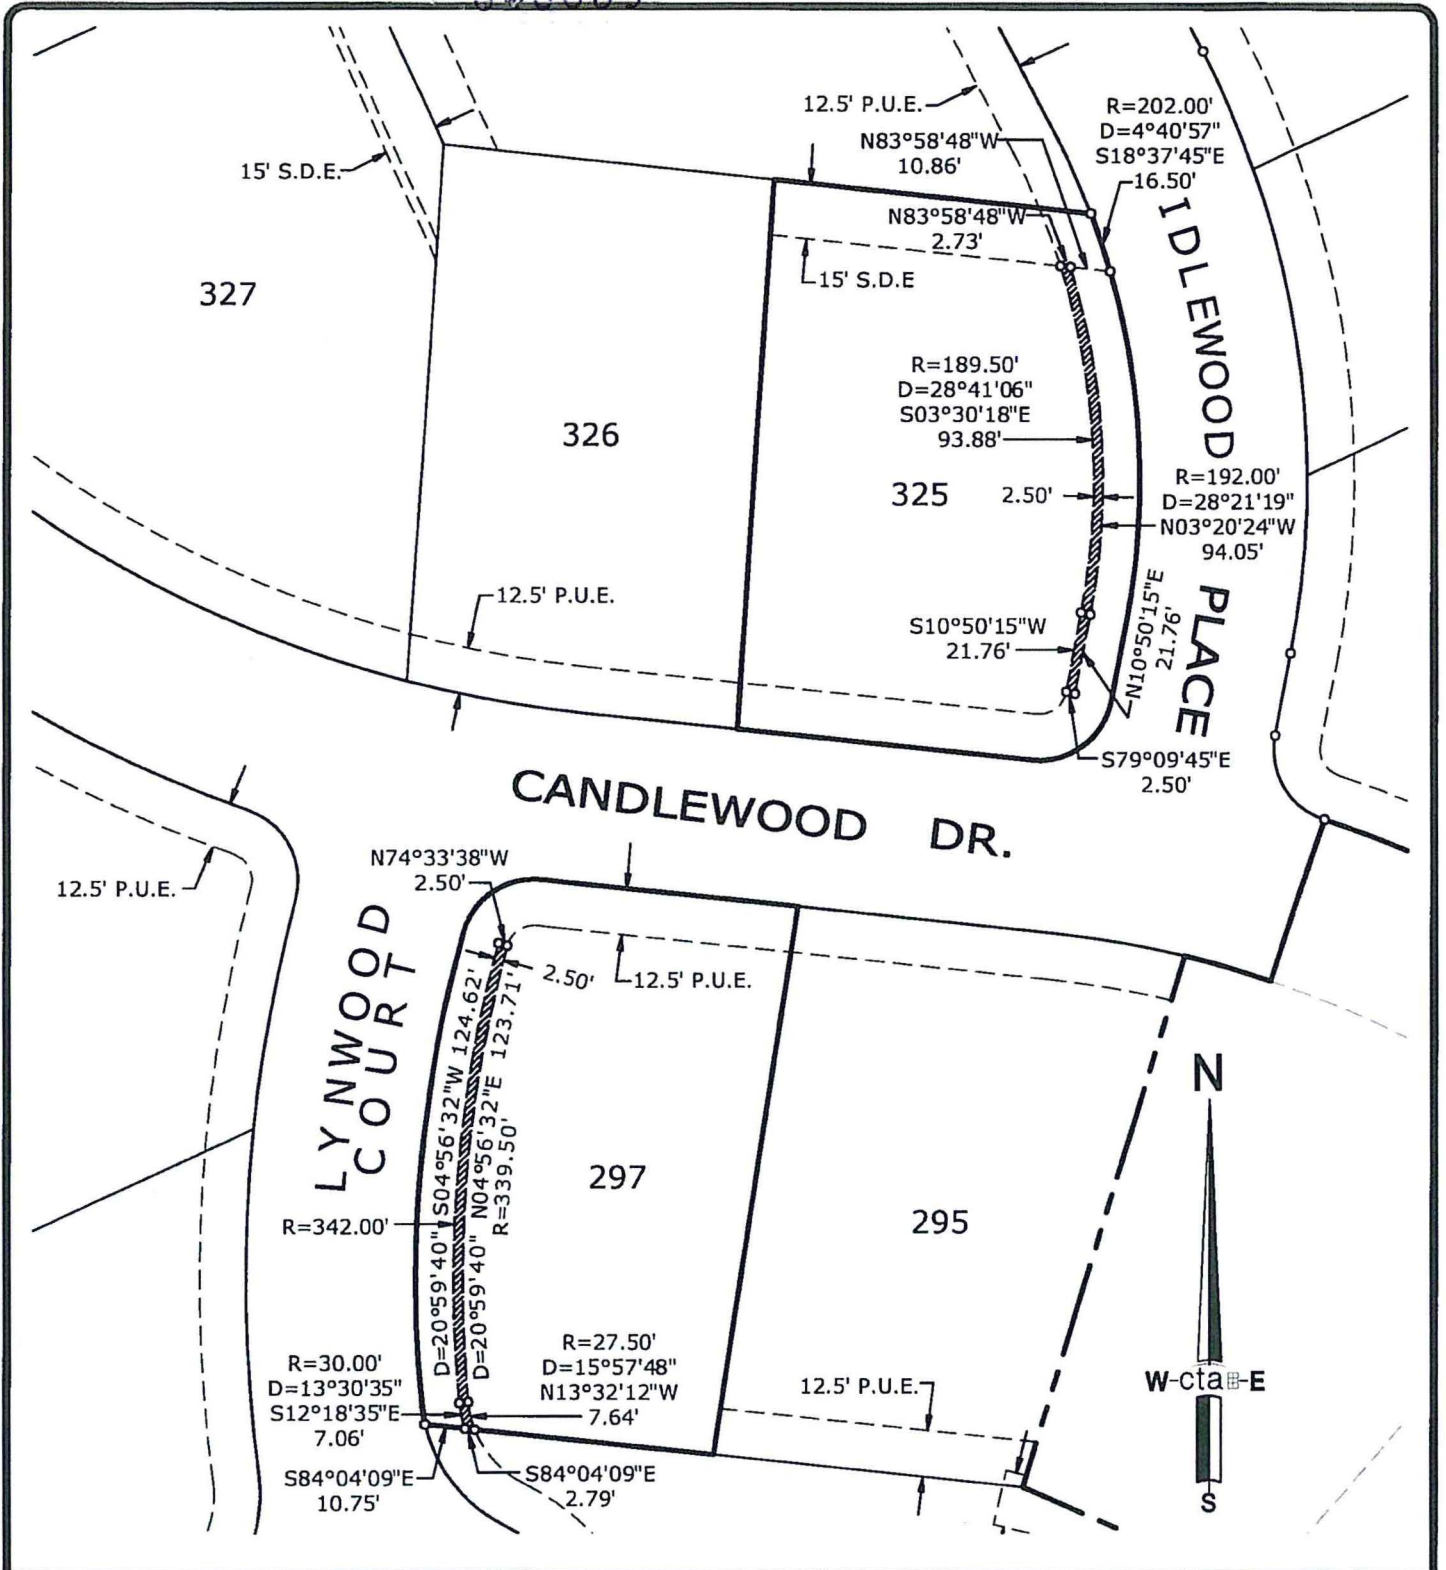 12.5' P.U.E.
R=202.00'
D=4°40'57"
S18°37'45"E
16.50'
N83°58'48"W
10.86'
15' S.D.E.
N83°58'48"W
2.73'
15' S.D.E
327
IDLEWOOD PLACE
R=189.50'
D=28°41'06"
S03°30'18"E
93.88'
326
325
2.50'
R=192.00'
D=28°21'19"
N03°20'24"W
94.05'
12.5' P.U.E.
S10°50'15"W
21.76'
N10°50'15"E
21.76'
S79°09'45"E
2.50'
CANDLEWOOD DR.
N74°33'38"W
2.50'
12.5' P.U.E.
2.50'
12.5' P.U.E.
LYNWOOD
COURT
D=20°59'40" S04°56'32"W 124.62'
D=20°59'40" N04°56'32"E 123.71'
R=339.50'
R=342.00'
297
295
N
R=27.50'
D=15°57'48"
N13°32'12"W
7.64'
R=30.00'
D=13°30'35"
S12°18'35"E
7.06'
12.5' P.U.E.
W-cta-E
S84°04'09"E
10.75'
S84°04'09"E
2.79'
S